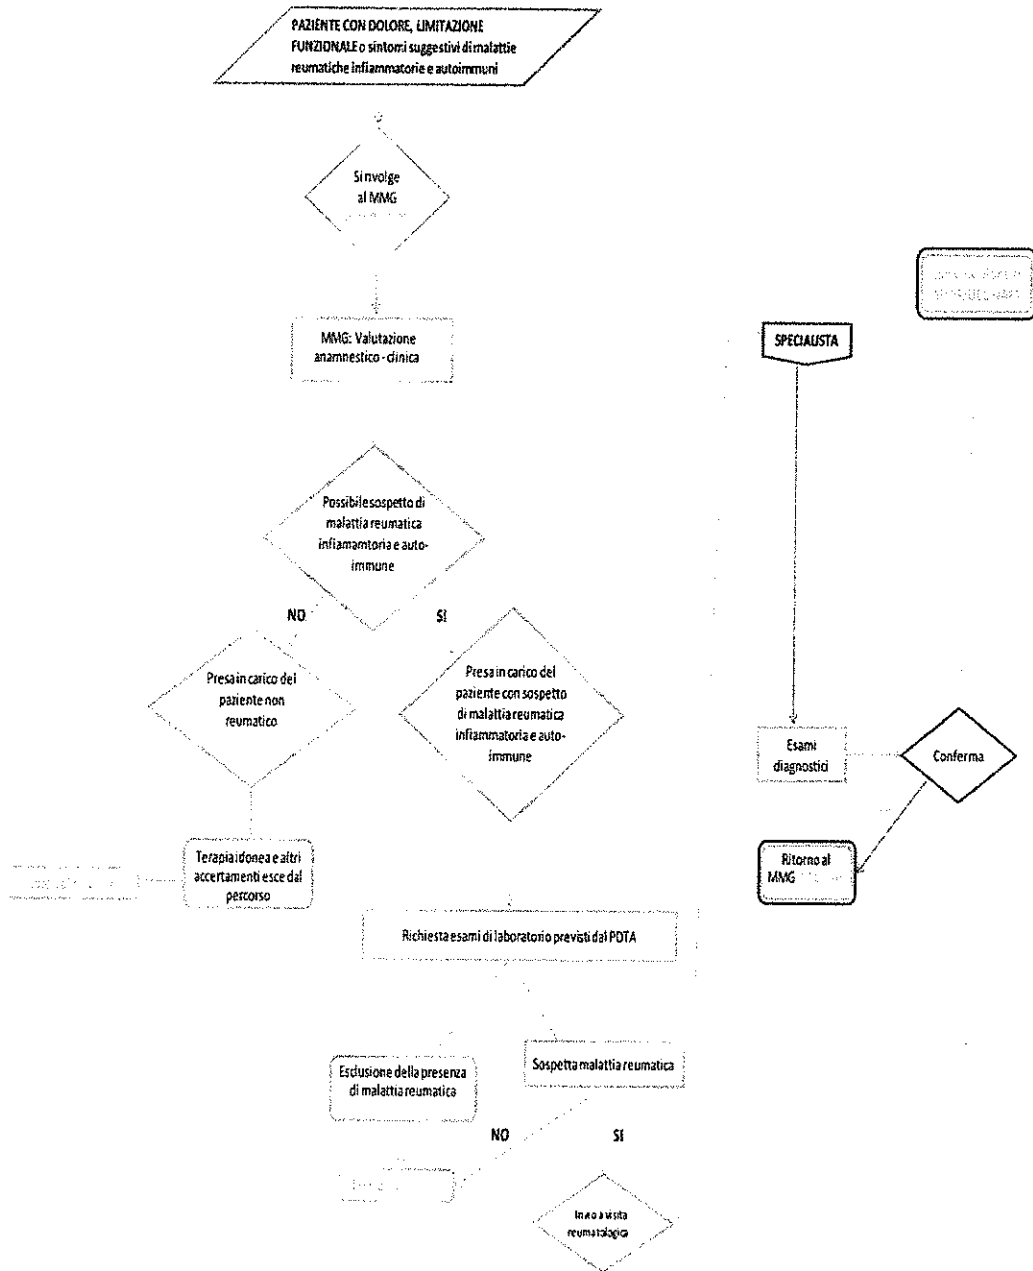 PAZIENTE CON DOLORE, LIMITAZIONE
FUNZIONALE o sintomi suggestivi di malattie
reumatiche infiammatorie e autoimmuni
Si rivolge
al MMG
MMG: Valutazione
anamnestico - clinica
SPECIALISTA
Possibile sospetto di
malattia reumatica
infiamamtoria e auto-
immune
NO
SI
Presa in carico del
paziente non
reumatico
Presa in carico del
paziente con sospetto
di malattia reumatica
infiammatoria e auto-
immune
Esami
diagnostici
Conferma
Terapia idonea e altri
accertamenti esce dal
percorso
Ritorno al
MMG
Richiesta esami di laboratorio previsti dal PDTA
Esclusione della presenza
di malattia reumatica
Sospetta malattia reumatica
NO
SI
Invio a visita
reumatologica